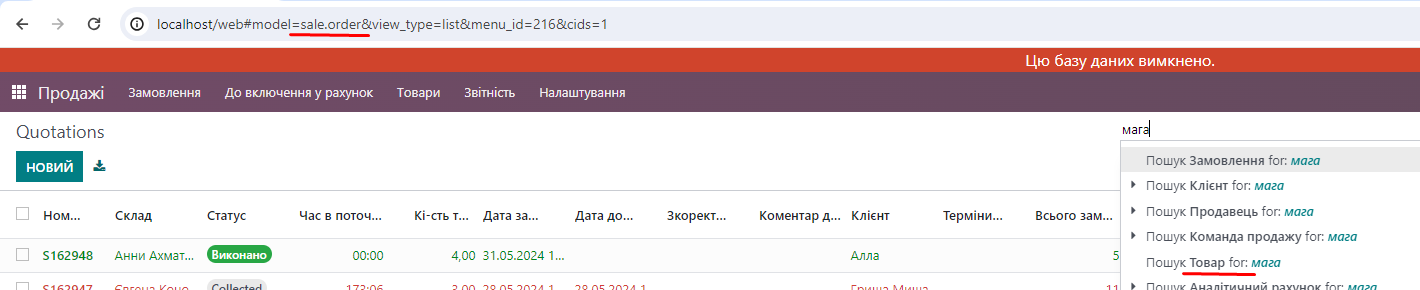 localhost/web#model=sale.order&view_type=list&menu_id=216&cids=1
Цю базу даних вимкнено.
Продажі Замовлення До включення у рахунок Товари Звітність Налаштування
Quotations
мага
НОВИЙ
Пошук Замовлення for: мага
Пошук Клієнт for: мага
Пошук Продавець for: мага
Пошук Команда продажу for: мага
Пошук Товар for: мага
Пошук Аналітичний рахунок for: мага
Ном... Склад Статус Час в поточ... Кі-сть т... Дата за... Дата до... Зкорект... Коментар д... Клієнт Терміни... Всього зам...
S162948 Анни Ахмат... Виконано 00:00 4,00 31.05.2024 1... Алла 5
S162947 Євгена Коно... Collected 173:06 3,00 28.05.2024 1... 28.05.2024 1... Гриша Миша 11